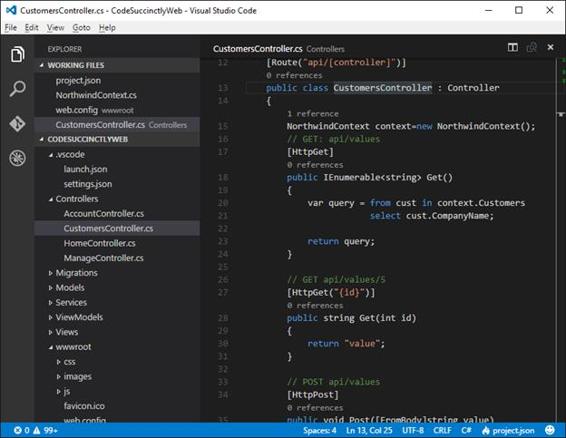 CustomersController.cs - CodeSuccinctlyWeb - Visual Studio Code
File Edit View Goto Help
EXPLORER
WORKING FILES
project.json
NorthwindContext.cs
web.config wwwroot
CustomersController.cs Controllers
CODESUCCINCTLYWEB
.vscode
launch.json
settings.json
Controllers
AccountController.cs
CustomersController.cs
HomeController.cs
ManageController.cs
Migrations
Models
Services
ViewModels
Views
wwwroot
css
images
js
favicon.ico
web.config
CustomersController.cs Controllers
12 [Route("api/[controller]")]
0 references
13 public class CustomersController : Controller
14 {
1 reference
15 NorthwindContext context=new NorthwindContext();
16 // GET: api/values
17 [HttpGet]
0 references
18 public IEnumerable<string> Get()
19 {
20 var query = from cust in context.Customers
21 select cust.CompanyName;
22
23 return query;
24 }
25
26 // GET api/values/5
27 [HttpGet("{id}")]
0 references
28 public string Get(int id)
29 {
30 return "value";
31 }
32
33 // POST api/values
34 [HttpPost]
0 references
35 public void Post([FromBody]string value)
0 99+ Spaces: 4 Ln 13, Col 25 UTF-8 CRLF C# project.json